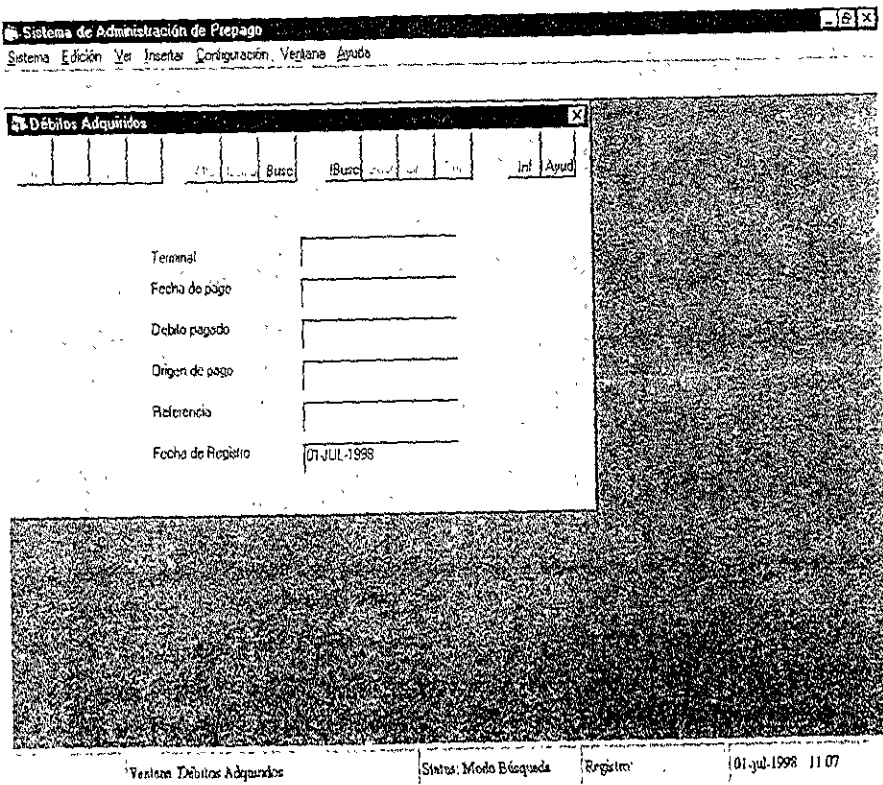 Sistema de Administración de Prepago
Sistema Edición Ver Insertar Configuración Ventana Ayuda
Débitos Adquiridos
Busc !Busc Inf Ayud
Terminal
Fecha de pago
Débito pagado
Origen de pago
Referencia
Fecha de Registro 01-JUL-1998
Ventana Débitos Adquiridos Status: Modo Búsqueda Registro: 01-jul-1998 11:07